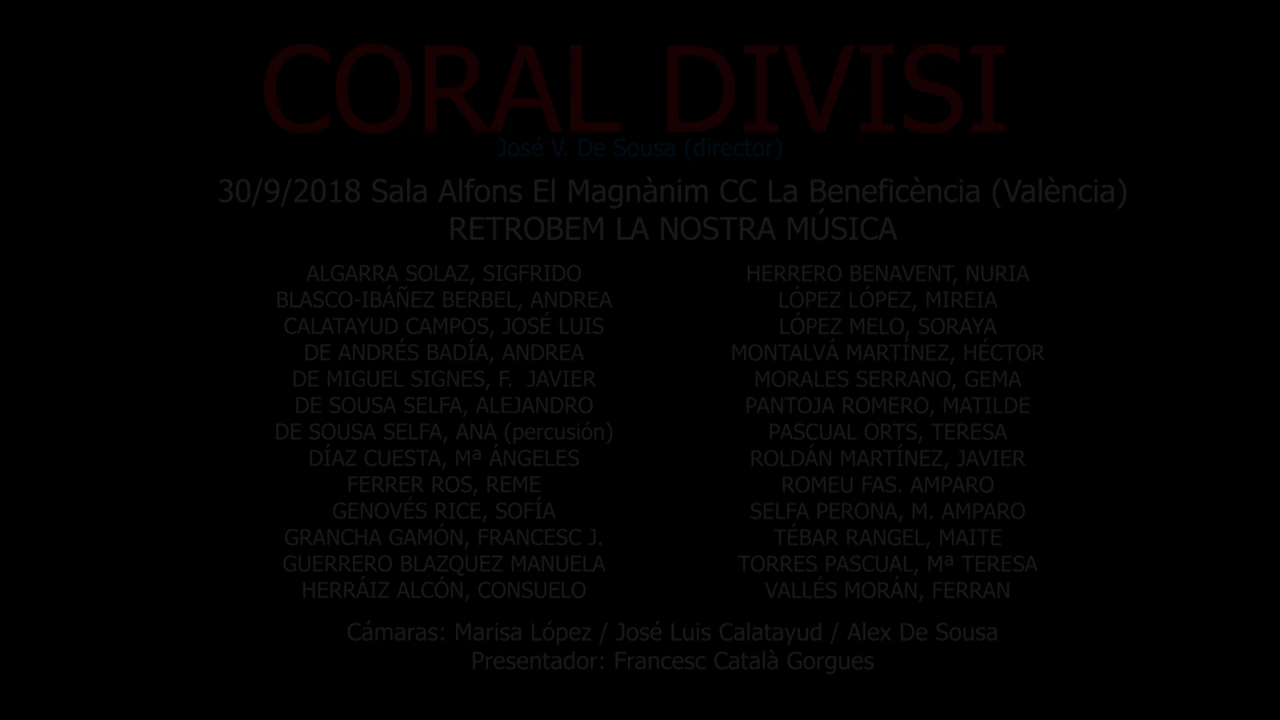 CORAL DIVISI
José V. De Sousa (director)
30/9/2018 Sala Alfons El Magnànim CC La Beneficència (València)
RETROBEM LA NOSTRA MÚSICA
ALGARRA SOLAZ, SIGFRIDO
BLASCO-IBÁÑEZ BERBEL, ANDREA
CALATAYUD CAMPOS, JOSÉ LUIS
DE ANDRÉS BADÍA, ANDREA
DE MIGUEL SIGNES, F. JAVIER
DE SOUSA SELFA, ALEJANDRO
DE SOUSA SELFA, ANA (percusión)
DÍAZ CUESTA, Mª ÁNGELES
FERRER ROS, REME
GENOVÉS RICE, SOFÍA
GRANCHA GAMÓN, FRANCESC J.
GUERRERO BLAZQUEZ MANUELA
HERRÁIZ ALCÓN, CONSUELO
HERRERO BENAVENT, NURIA
LÓPEZ LÓPEZ, MIREIA
LÓPEZ MELO, SORAYA
MONTALVÁ MARTÍNEZ, HÉCTOR
MORALES SERRANO, GEMA
PANTOJA ROMERO, MATILDE
PASCUAL ORTS, TERESA
ROLDÁN MARTÍNEZ, JAVIER
ROMEU FAS. AMPARO
SELFA PERONA, M. AMPARO
TÉBAR RANGEL, MAITE
TORRES PASCUAL, Mª TERESA
VALLÉS MORÁN, FERRAN
Cámaras: Marisa López / José Luis Calatayud / Alex De Sousa
Presentador: Francesc Català Gorgues